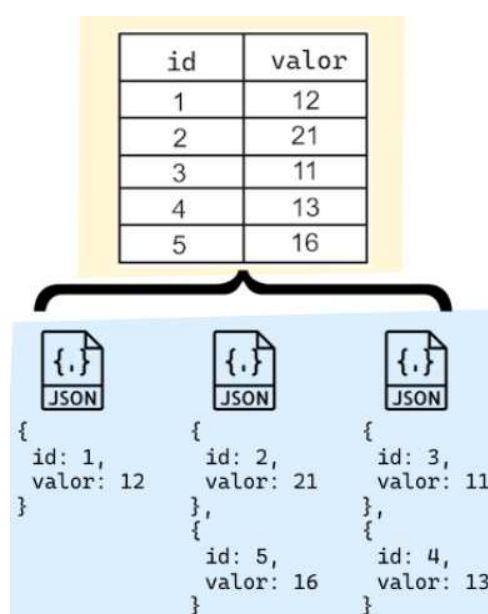 id valor
1 12
2 21
3 11
4 13
5 16
{.} {.} {.}
JSON JSON JSON
{
id: 1,
valor: 12
}
{
id: 2,
valor: 21
},
{
id: 5,
valor: 16
}
{
id: 3,
valor: 11
},
{
id: 4,
valor: 13
}